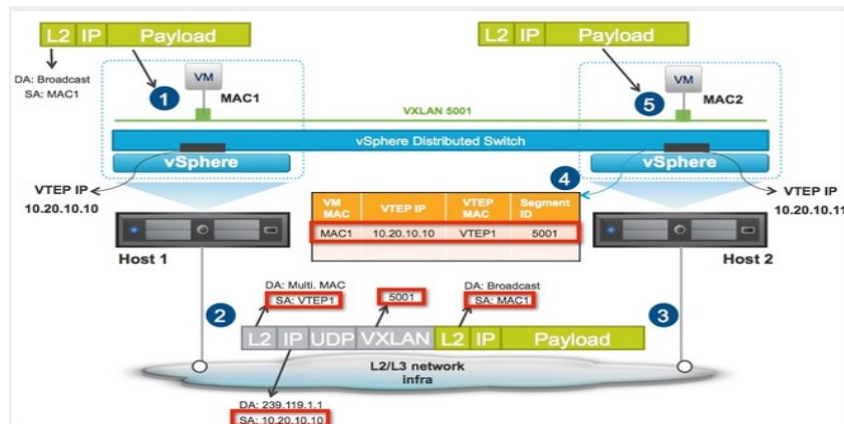 L2 IP Payload
DA: Broadcast
SA: MAC1
1
VM
MAC1
L2 IP Payload
5
VM
MAC2
VXLAN 5001
vSphere Distributed Switch
vSphere
vSphere
VTEP IP
10.20.10.10
VTEP IP
10.20.10.11
4
VM MAC VTEP IP VTEP MAC Segment ID
MAC1 10.20.10.10 VTEP1 5001
Host 1
Host 2
2
DA: Multi. MAC
SA: VTEP1
5001
DA: Broadcast
SA: MAC1
3
L2 IP UDP VXLAN L2 IP Payload
L2/L3 network
infra
DA: 239.119.1.1
SA: 10.20.10.10